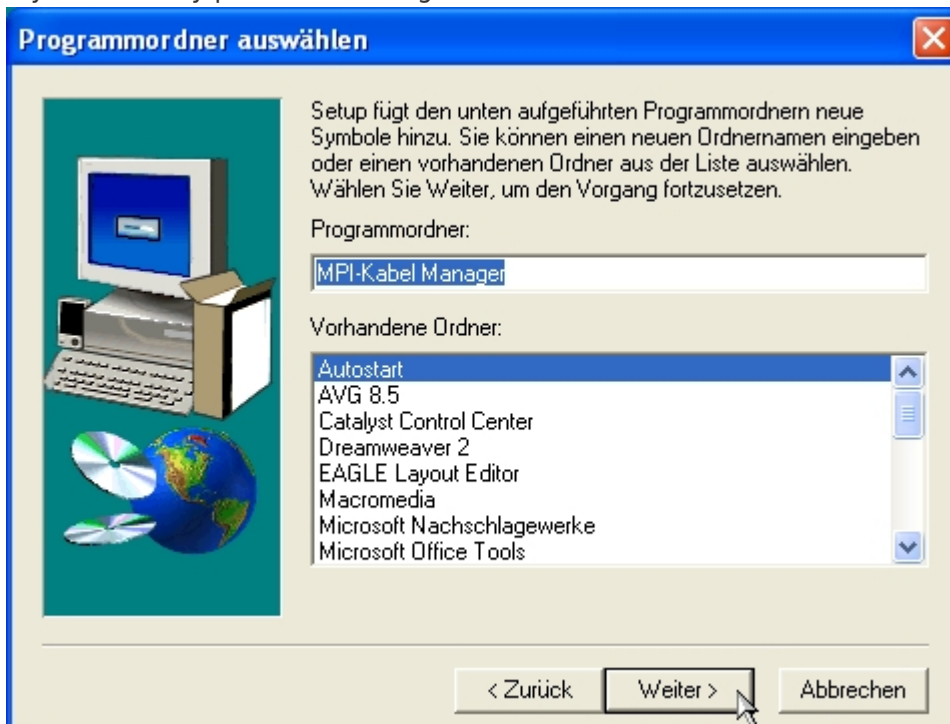 Programmordner auswählen
Setup fügt den unten aufgeführten Programmordnern neue
Symbole hinzu. Sie können einen neuen Ordnernamen eingeben
oder einen vorhandenen Ordner aus der Liste auswählen.
Wählen Sie Weiter, um den Vorgang fortzusetzen.
Programmordner:
MPI-Kabel Manager
Vorhandene Ordner:
Autostart
AVG 8.5
Catalyst Control Center
Dreamweaver 2
EAGLE Layout Editor
Macromedia
Microsoft Nachschlagewerke
Microsoft Office Tools
< Zurück Weiter > Abbrechen